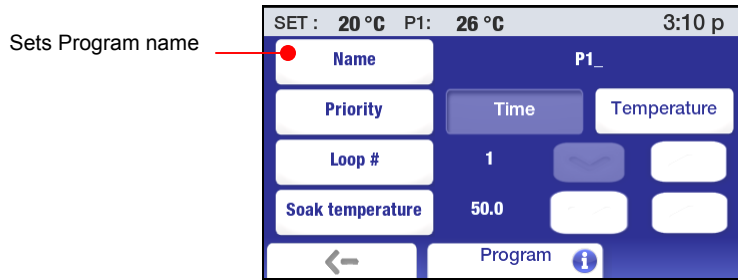 Sets Program name
SET : 20 °C P1: 26 °C 3:10 p
Name P1_
Priority Time Temperature
Loop # 1
Soak temperature 50.0
Program i